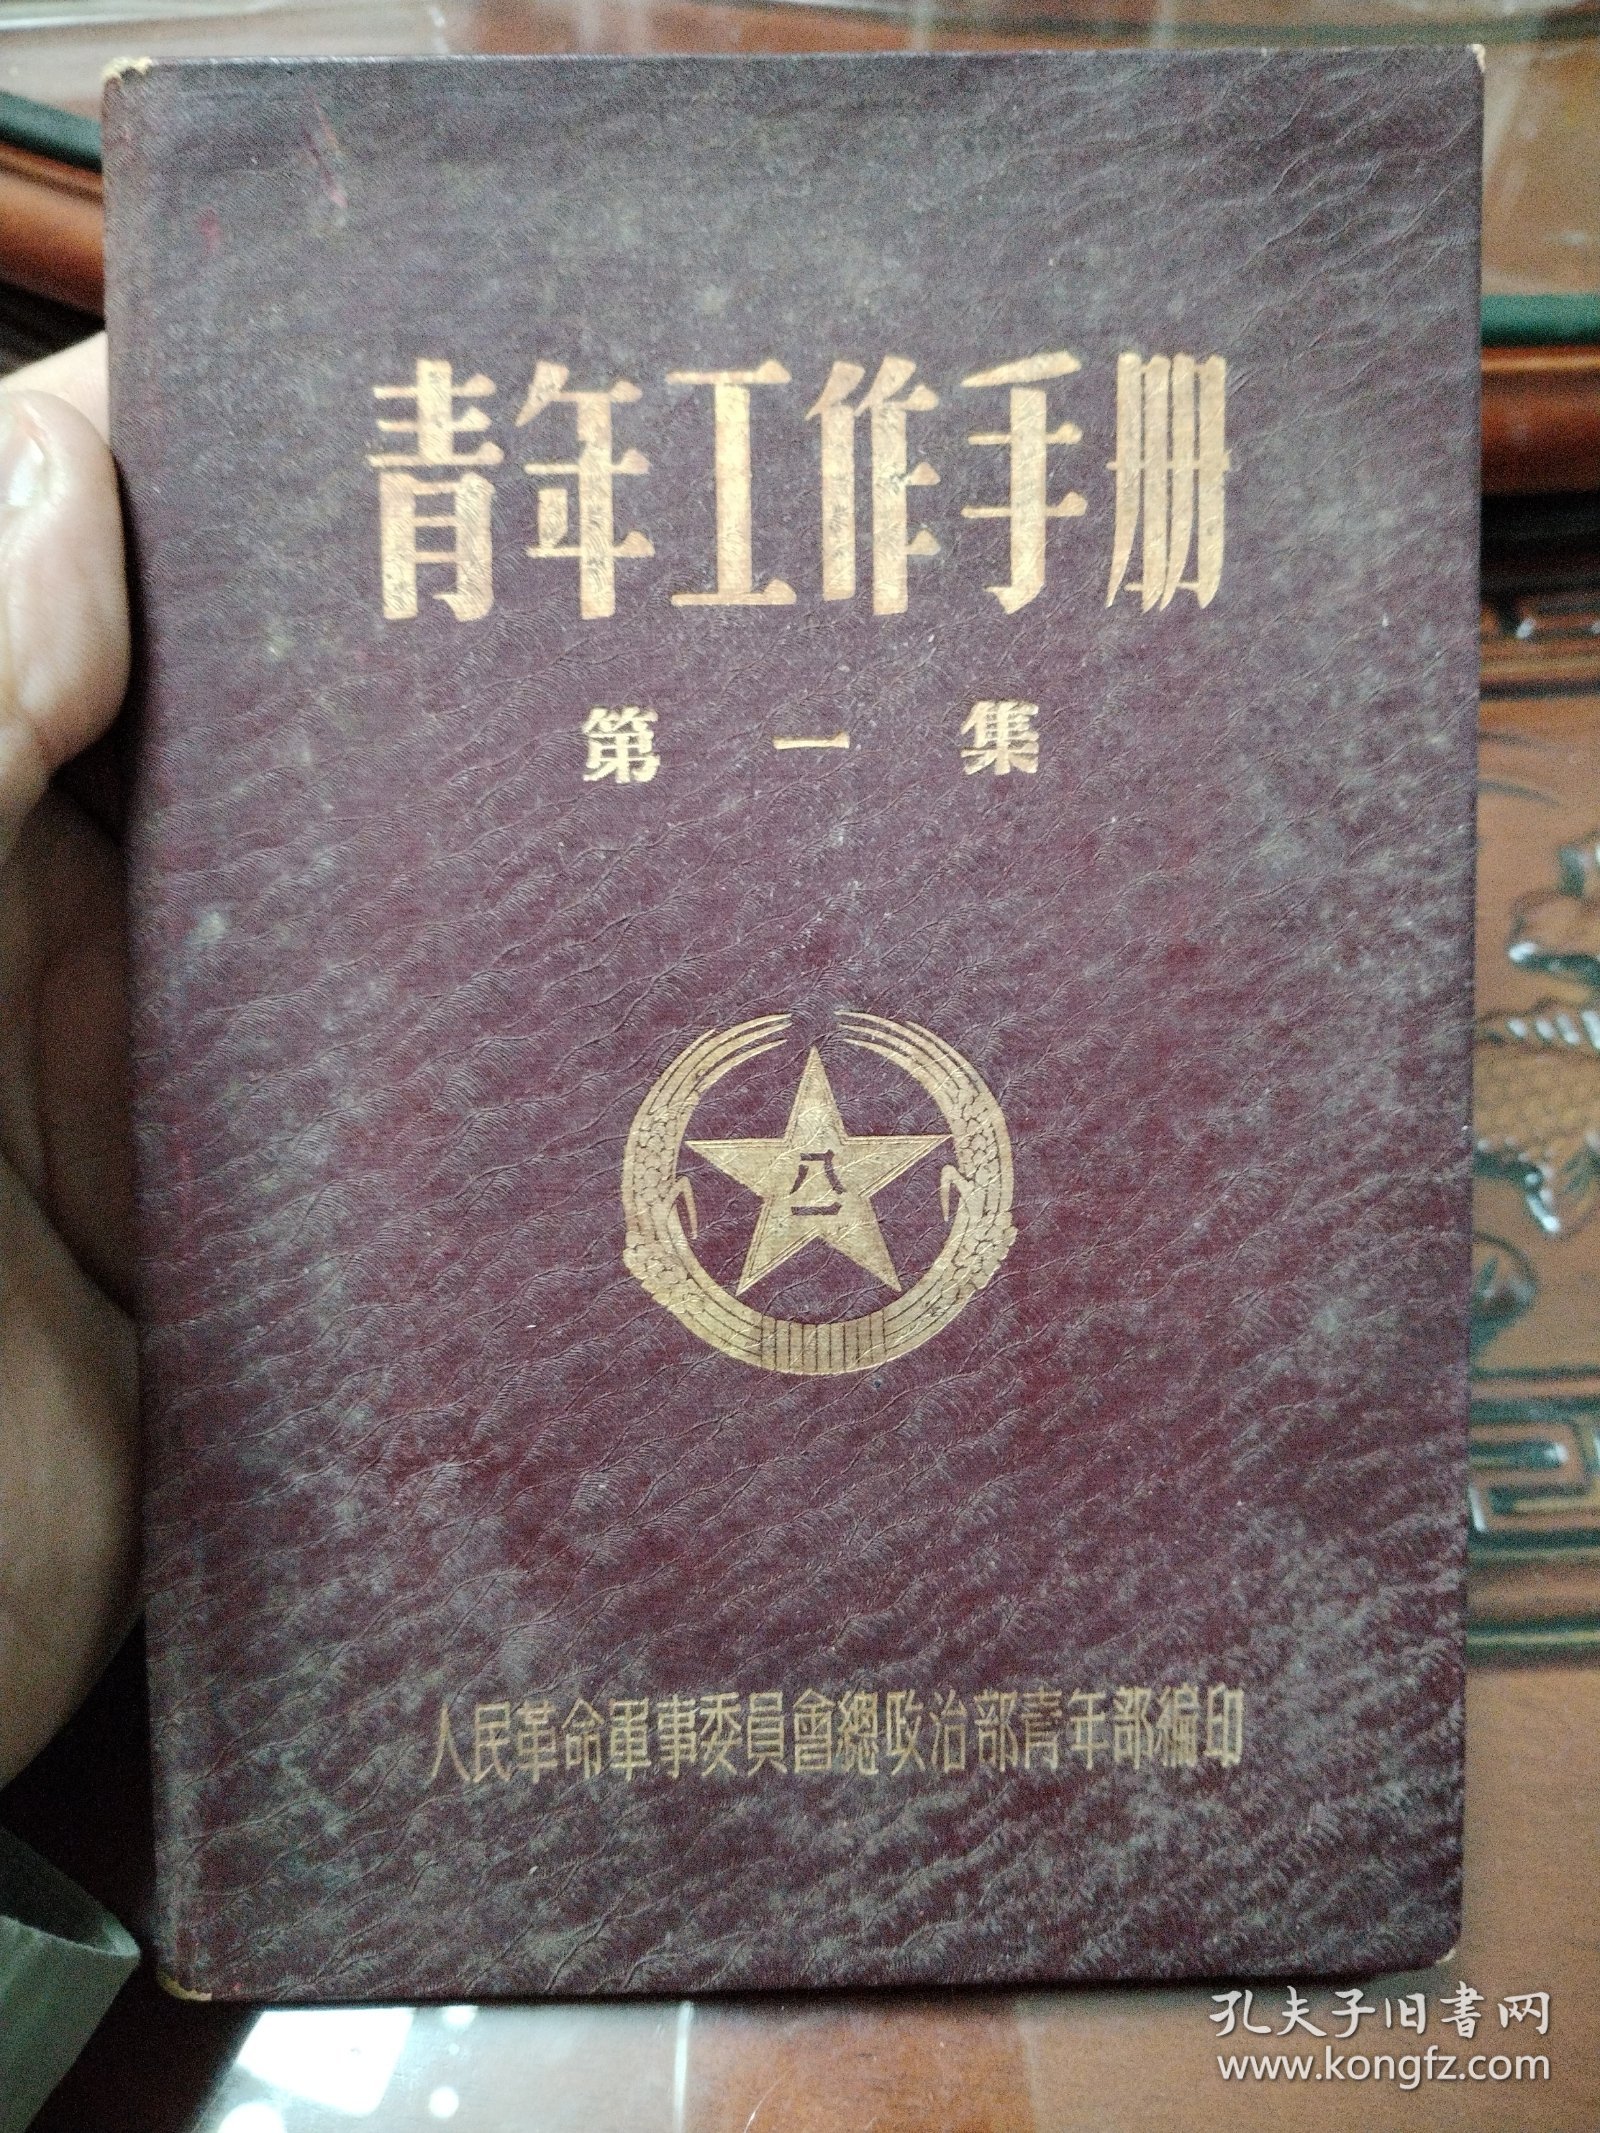 青年工作手册
第一集
八一
人民革命軍事委員會總政治部青年部編印
孔夫子旧書网
www.kongfz.com